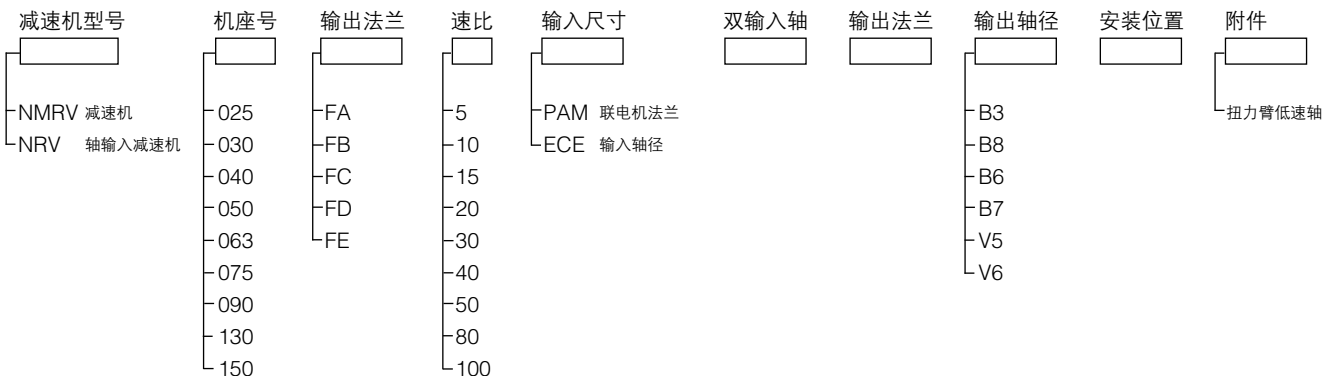 减速机型号 机座号 输出法兰 速比 输入尺寸 双输入轴 输出法兰 输出轴径 安装位置 附件
NMRV 减速机 025 FA 5 PAM 联电机法兰 B3 扭力臂低速轴
NRV 轴输入减速机 030 FB 10 ECE 输入轴径 B8
040 FC 15 B6
050 FD 20 B7
063 FE 30 V5
075 40 V6
090 50
130 80
150 100